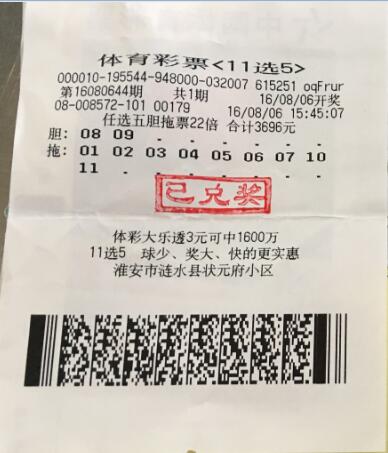 体育彩票<11选5>
000010-195544-948000-032007 615251 oqFrur
第16080644期 共1期 16/08/06开奖
08-008572-101 00179 16/08/06 15:45:07
任选五胆拖票22倍 合计3696元
胆: 08 09 . . . . . .
拖: 01 02 03 04 05 06 07 10
11 . . . . . . .
已兑奖
体彩大乐透3元可中1600万
11选5 球少、奖大、快的更实惠
淮安市涟水县状元府小区